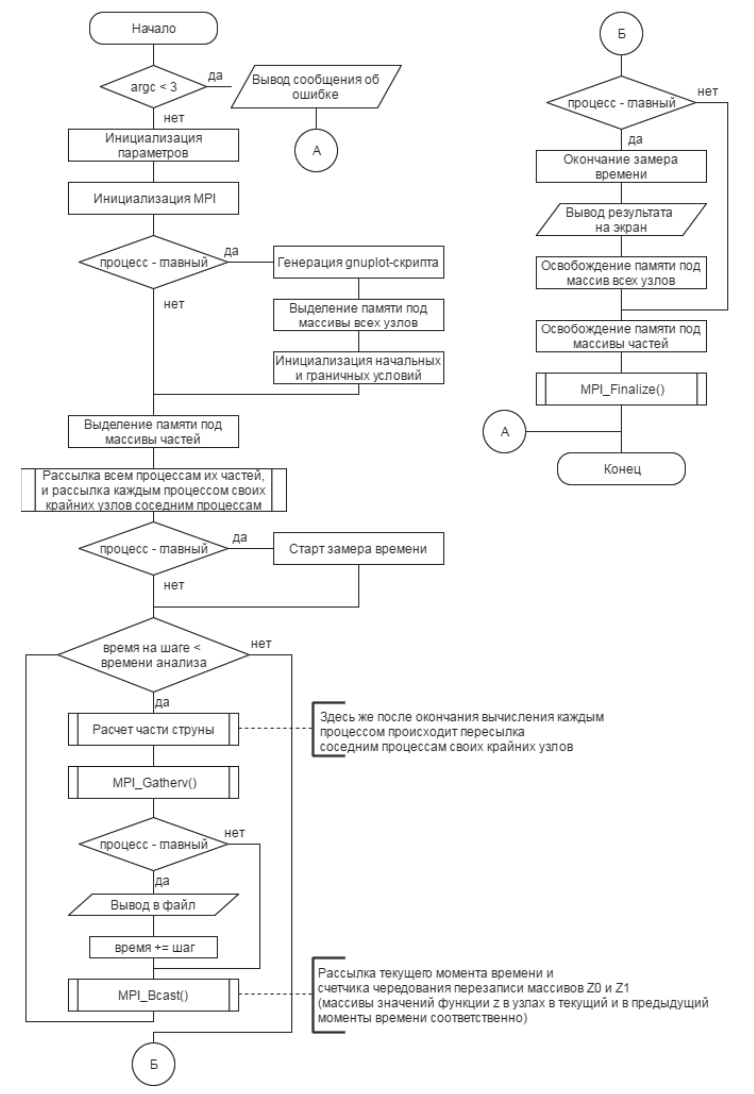 Начало
argc < 3
да
нет
Вывод сообщения об
ошибке
А
Инициализация
параметров
Инициализация MPI
процесс - главный
да
нет
Генерация gnuplot-скрипта
Выделение памяти под
массивы всех узлов
Инициализация начальных
и граничных условий
Выделение памяти под
массивы частей
Рассылка всем процессам их частей,
и рассылка каждым процессом своих
крайних узлов соседним процессам
процесс - главный
да
нет
Старт замера времени
время на шаге <
времени анализа
нет
да
Расчет части струны
Здесь же после окончания вычисления каждым
процессом происходит пересылка
соседним процессам своих крайних узлов
MPI_Gatherv()
процесс - главный
нет
да
Вывод в файл
время += шаг
MPI_Bcast()
Рассылка текущего момента времени и
счетчика чередования перезаписи массивов Z0 и Z1
(массивы значений функции z в узлах в текущий и в предыдущий
моменты времени соответственно)
Б
Б
процесс - главный
нет
да
Окончание замера
времени
Вывод результата
на экран
Освобождение памяти под
массив всех узлов
Освобождение памяти под
массивы частей
MPI_Finalize()
А
Конец